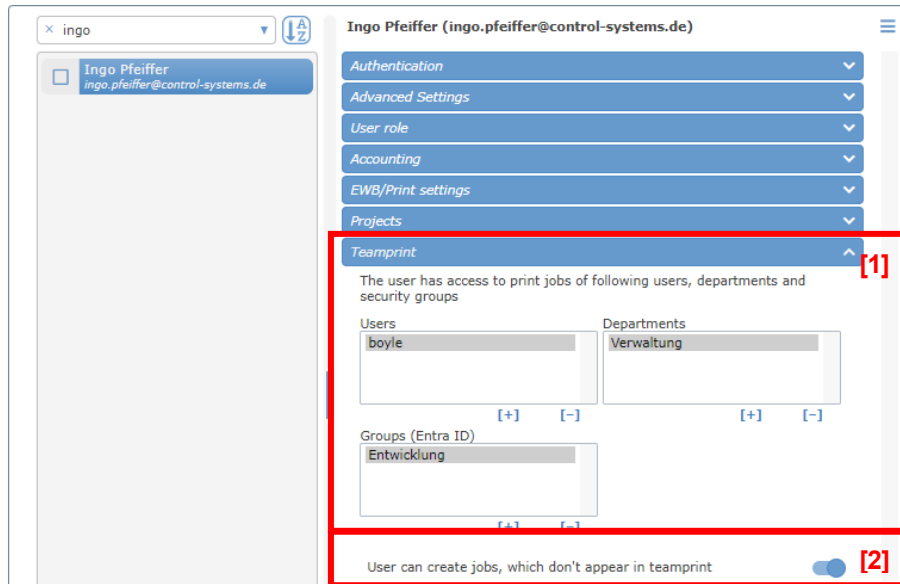 × ingo
Ingo Pfeiffer
ingo.pfeiffer@control-systems.de
Ingo Pfeiffer (ingo.pfeiffer@control-systems.de)
Authentication
Advanced Settings
User role
Accounting
EWB/Print settings
Projects
Teamprint
[1]
The user has access to print jobs of following users, departments and
security groups
Users
boyle
[+] [-]
Departments
Verwaltung
[+] [-]
Groups (Entra ID)
Entwicklung
[+] [-]
User can create jobs, which don't appear in teamprint
[2]
A
Z